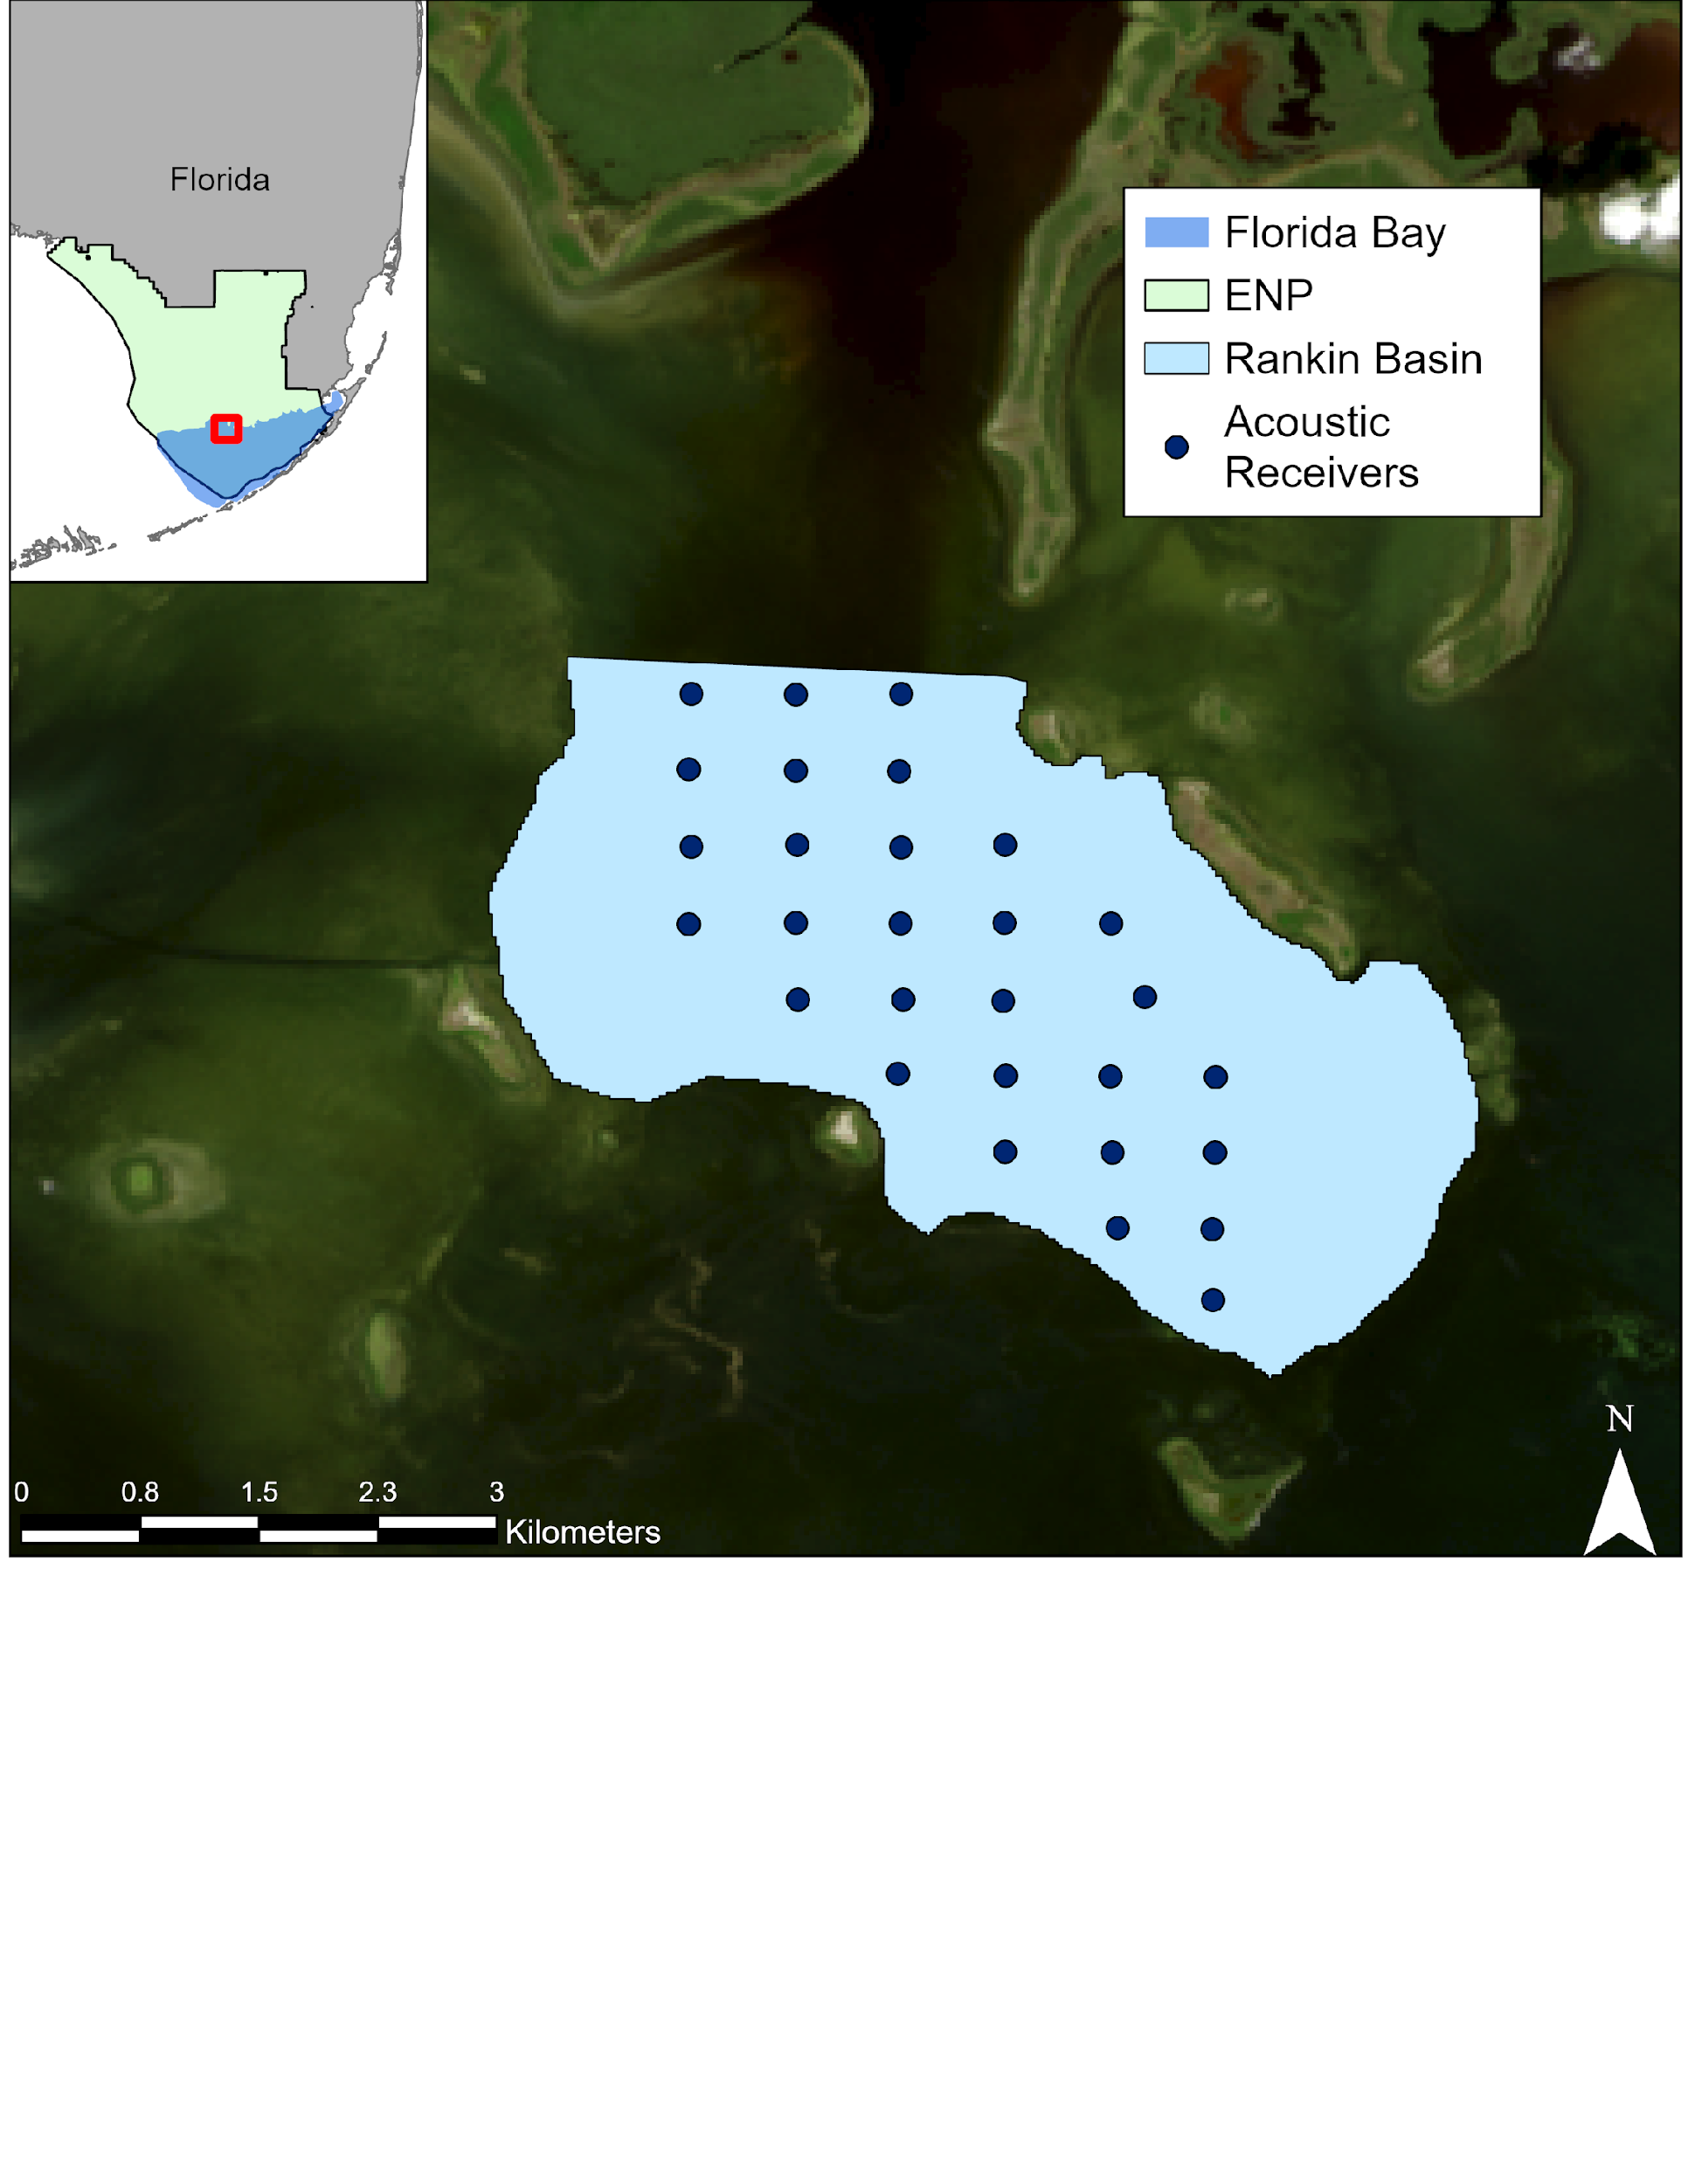 Florida
Florida Bay
ENP
Rankin Basin
Acoustic
Receivers
N
0 0.8 1.5 2.3 3
Kilometers